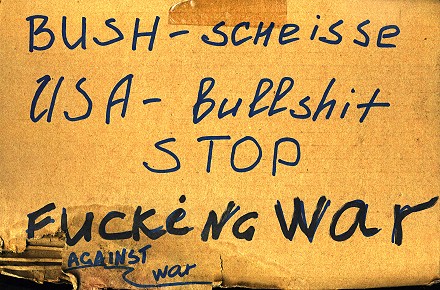 BUSH - SCHEISSE
USA - Bullshit
STOP
FUCKING WAR
AGAINST
war